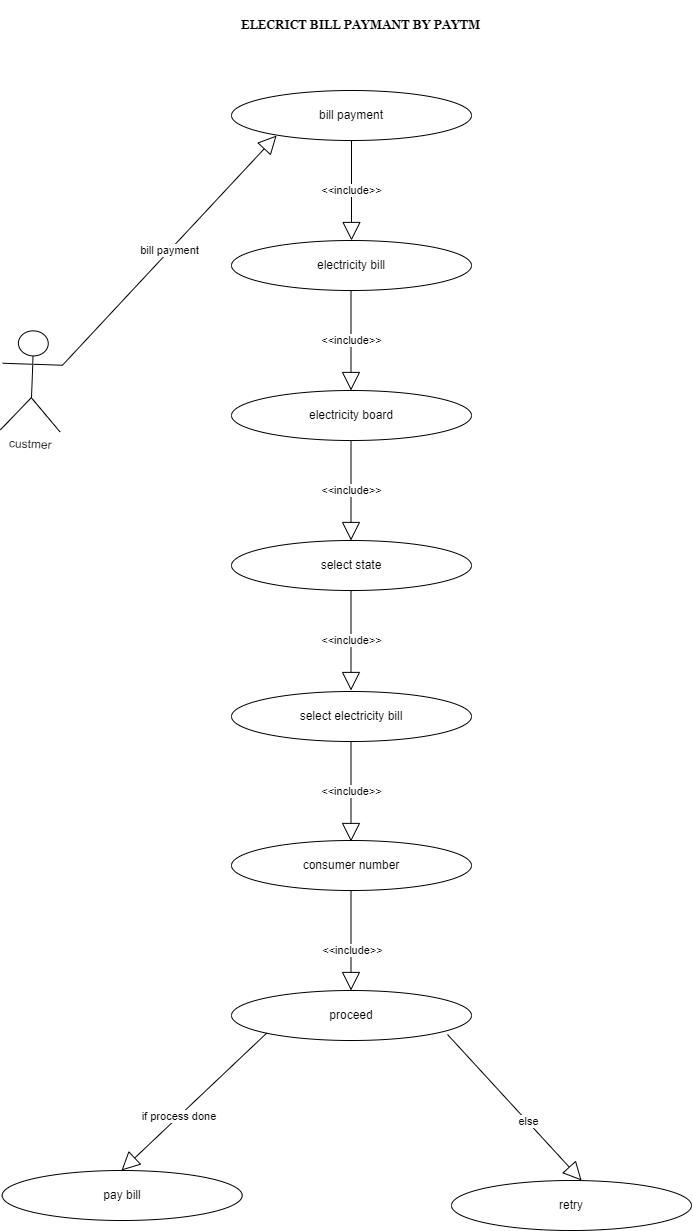 ELECRICT BILL PAYMANT BY PAYTM
bill payment
<<include>>
bill payment
electricity bill
<<include>>
electricity board
custmer
<<include>>
select state
<<include>>
select electricity bill
<<include>>
consumer number
<<include>>
proceed
if process done
else
pay bill
retry